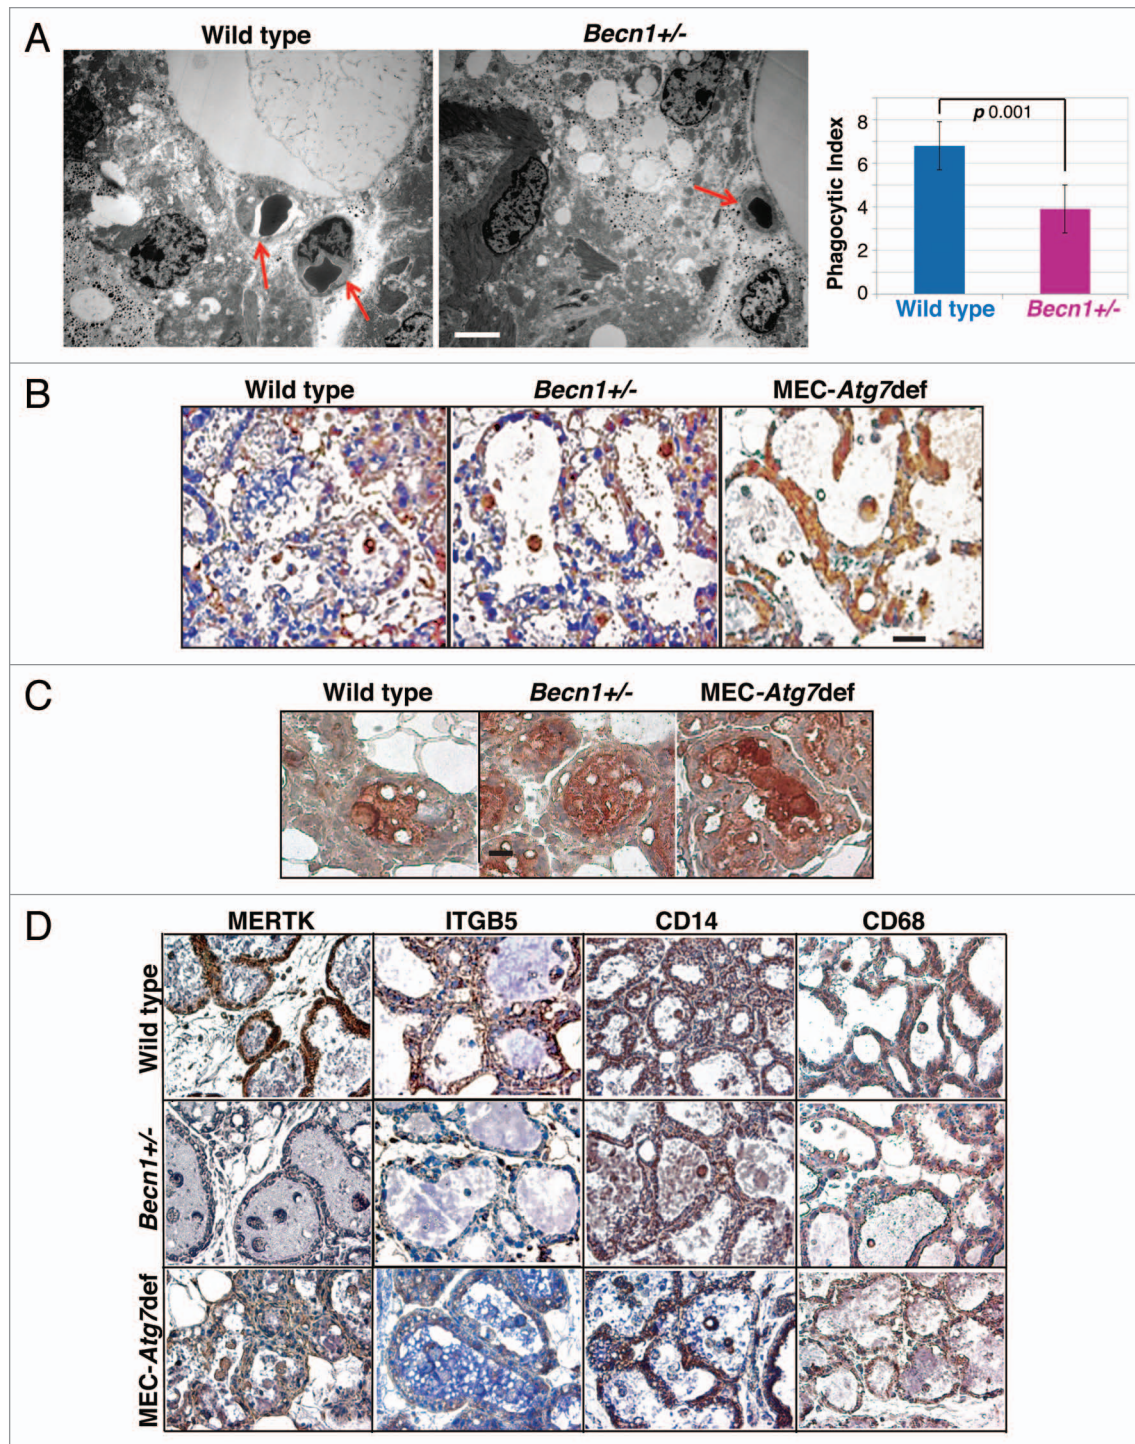 A
Wild type
Becn1+/-
p 0.001
Phagocytic Index
8
6
4
2
0
Wild type
Becn1+/-
B
Wild type
Becn1+/-
MEC-Atg7def
C
Wild type
Becn1+/-
MEC-Atg7def
D
MERTK
ITGB5
CD14
CD68
Wild type
Becn1+/-
MEC-Atg7def